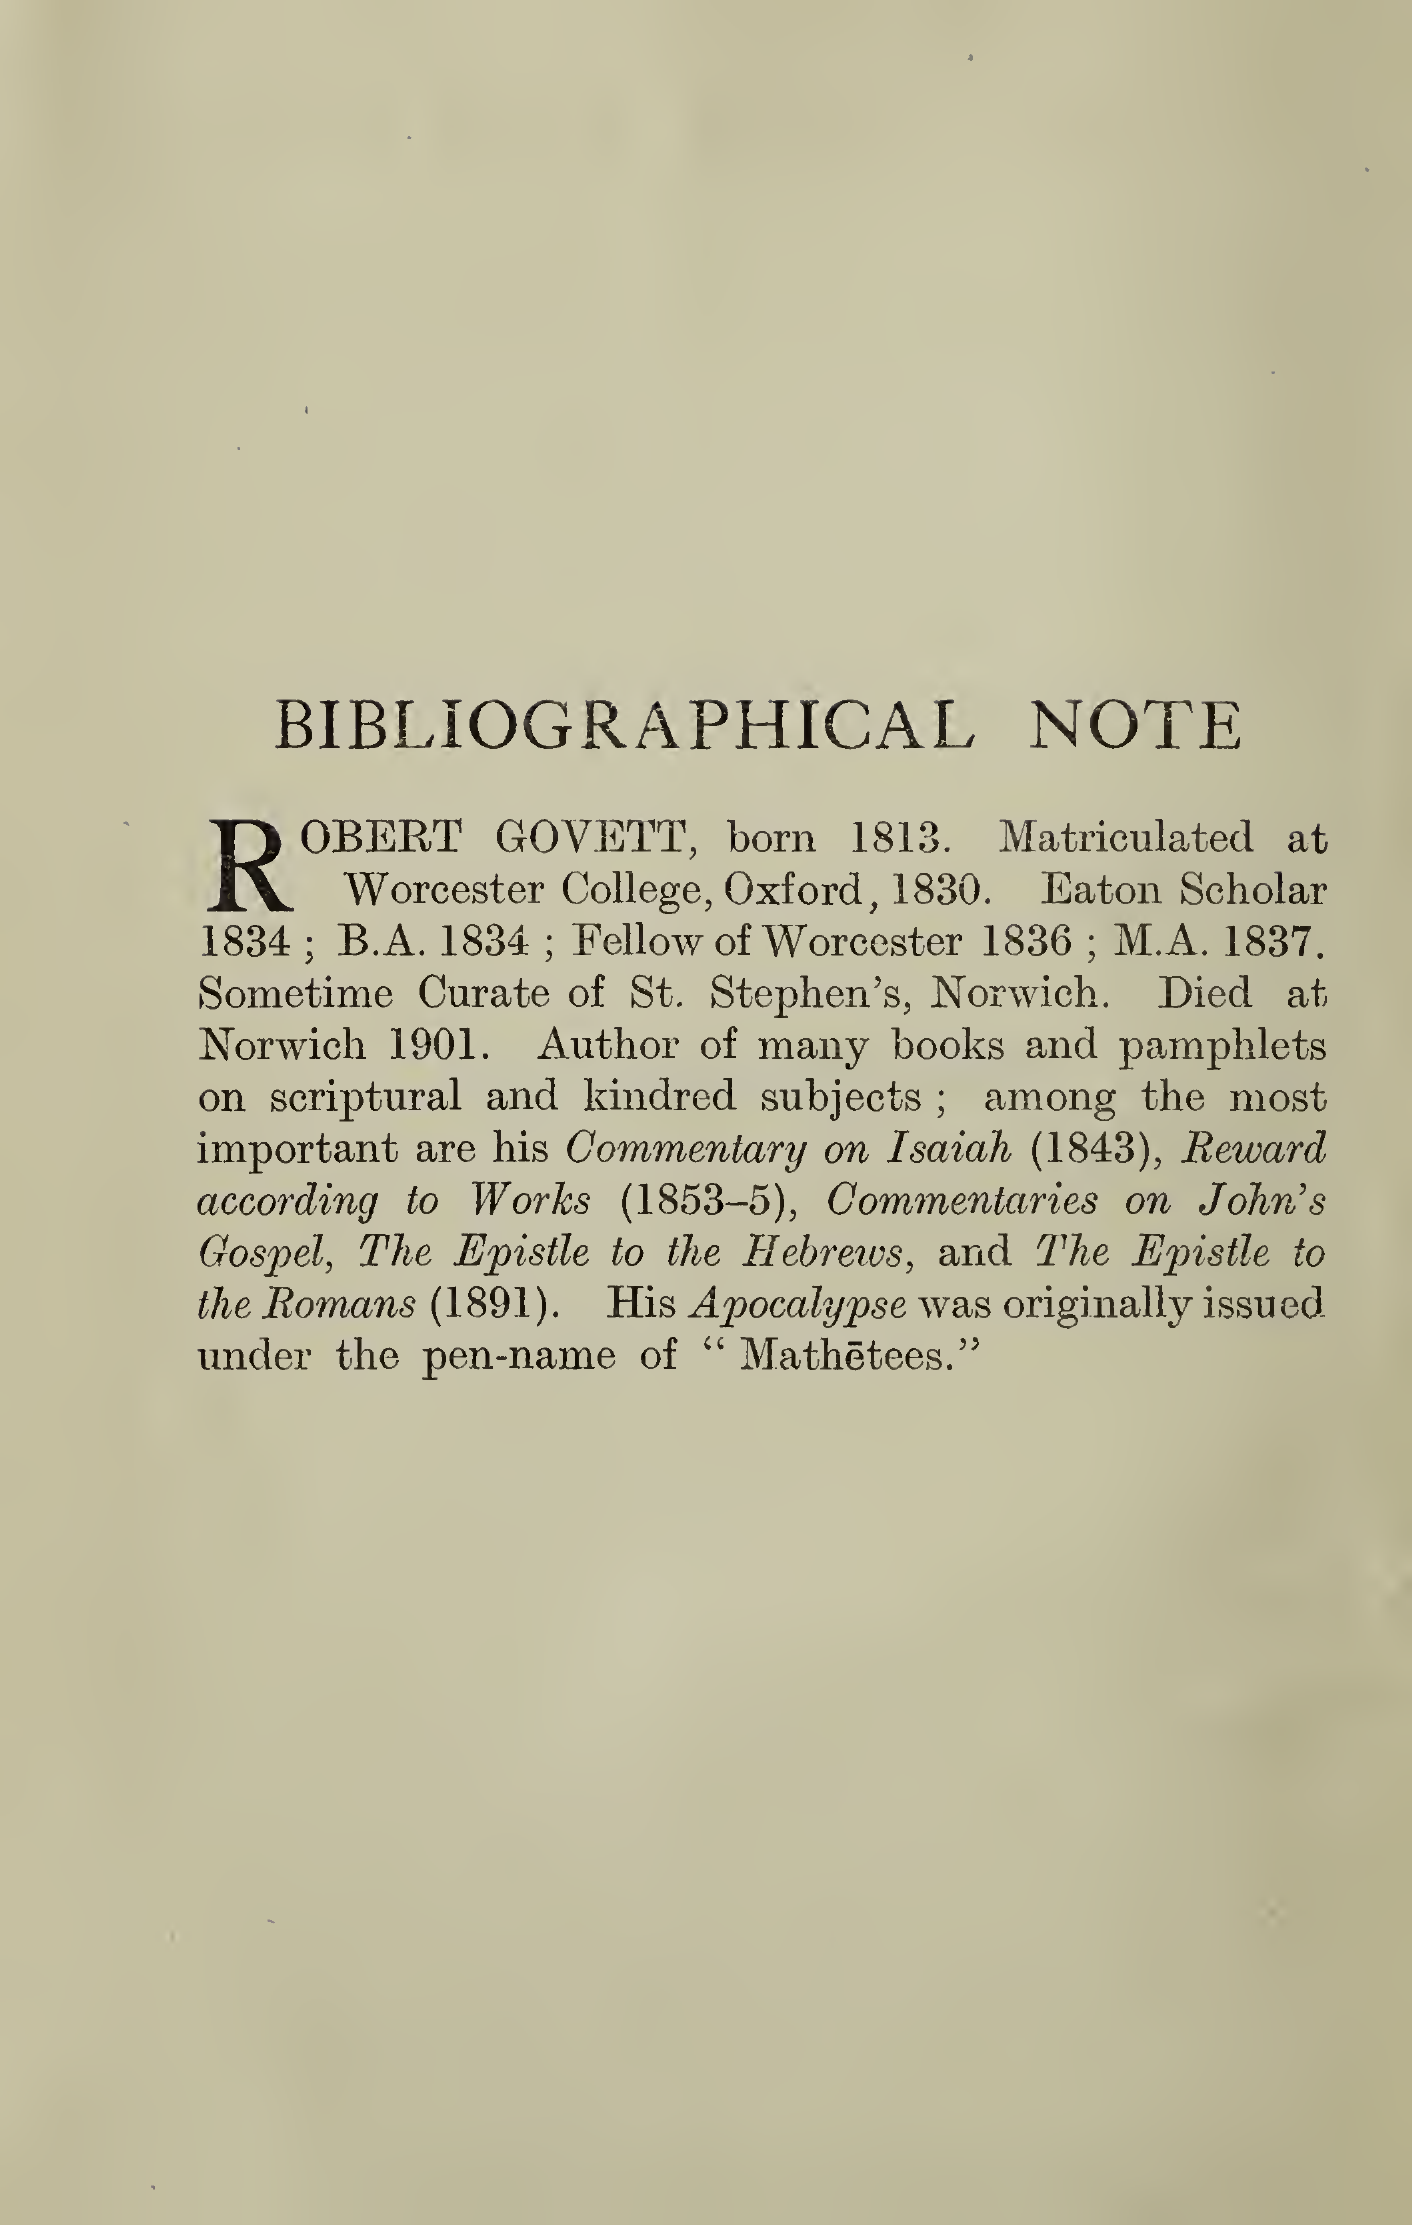 BIBLIOGRAPHICAL NOTE
ROBERT GOVETT, born 1813. Matriculated at
Worcester College, Oxford, 1830. Eaton Scholar
1834 ; B.A. 1834 ; Fellow of Worcester 1836 ; M.A. 1837.
Sometime Curate of St. Stephen's, Norwich. Died at
Norwich 1901. Author of many books and pamphlets
on scriptural and kindred subjects ; among the most
important are his Commentary on Isaiah (1843), Reward
according to Works (1853–5), Commentaries on John's
Gospel, The Epistle to the Hebrews, and The Epistle to
the Romans (1891). His Apocalypse was originally issued
under the pen-name of “ Mathētees.”